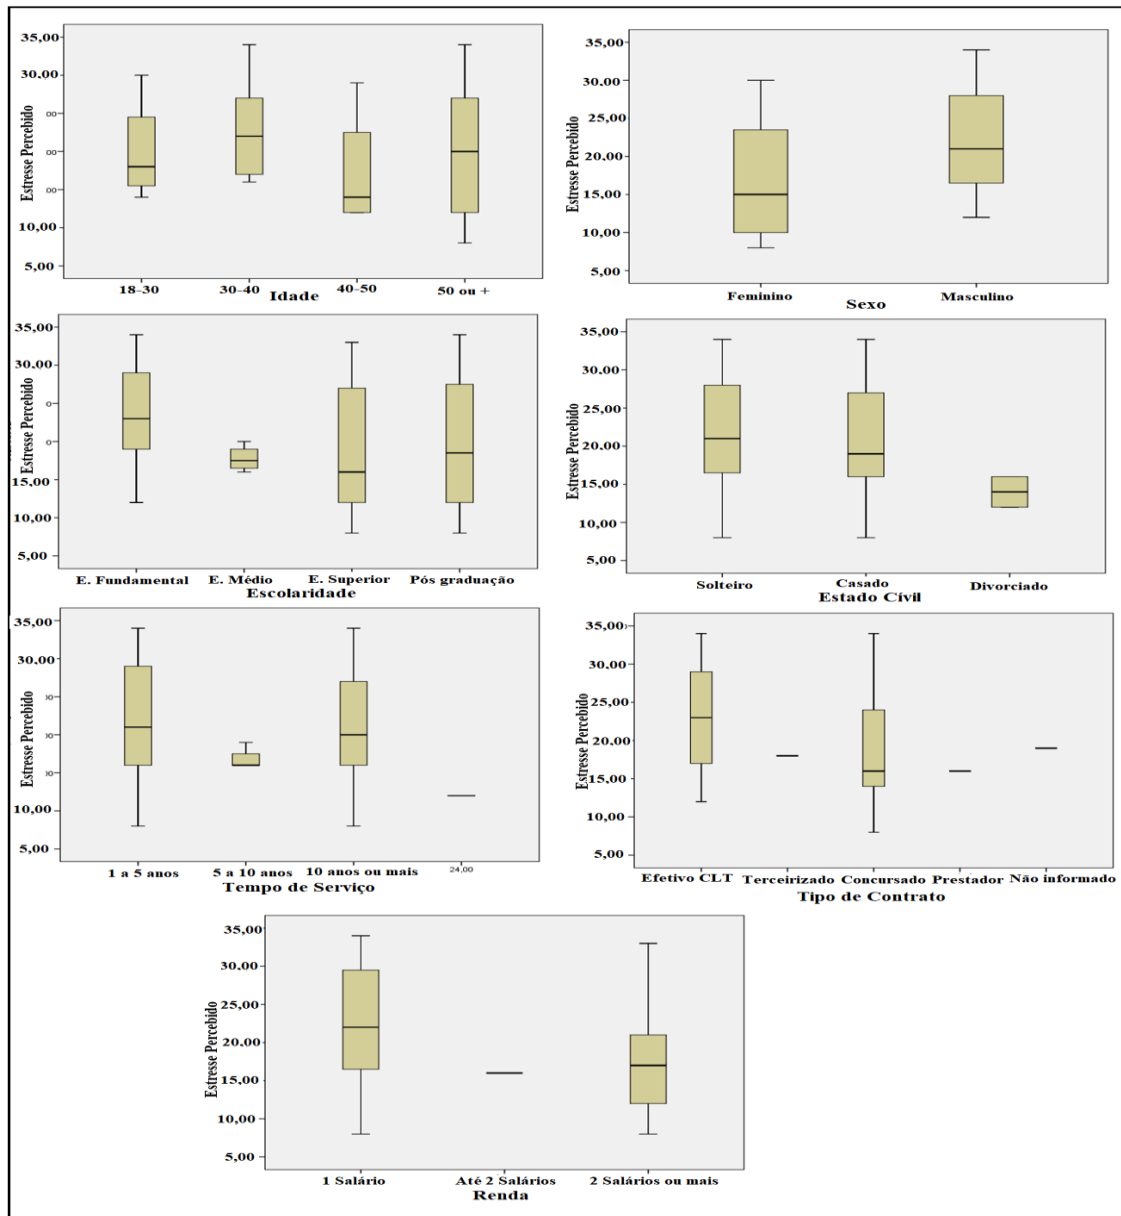 35,00
30,00
00
00
00
10,00
5,00
Estresse Percebido
18-30 30-40 40-50 50 ou +
Idade
35,00
30.00
25,00
20.00
15.00
10,00
5,00
Estresse Percebido
Feminino Masculino
Sexo
35,00
30.00
o
o
15,00
10,00
5,00
Estresse Percebido
E. Fundamental E. Médio E. Superior Pós graduação
Escolaridade
35,00
30,00
25,00
20,00
15,00
10,00
5,00
Estresse Percebido
Solteiro Casado Divorciado
Estado Cívil
35,00
30,00
00
00
00
10,00
5,00
Estresse Percebido
1 a 5 anos 5 a 10 anos 10 anos ou mais 24,00
Tempo de Serviço
35,00
30,00
25,00
20,00
15,00
10,00
5,00
Estresse Percebido
Efetivo CLT Terceirizado Concursado Prestador Não informado
Tipo de Contrato
35,00
30,00
25,00
20,00
15,00
10,00
5,00
Estresse Percebido
1 Salário Até 2 Salários 2 Salários ou mais
Renda